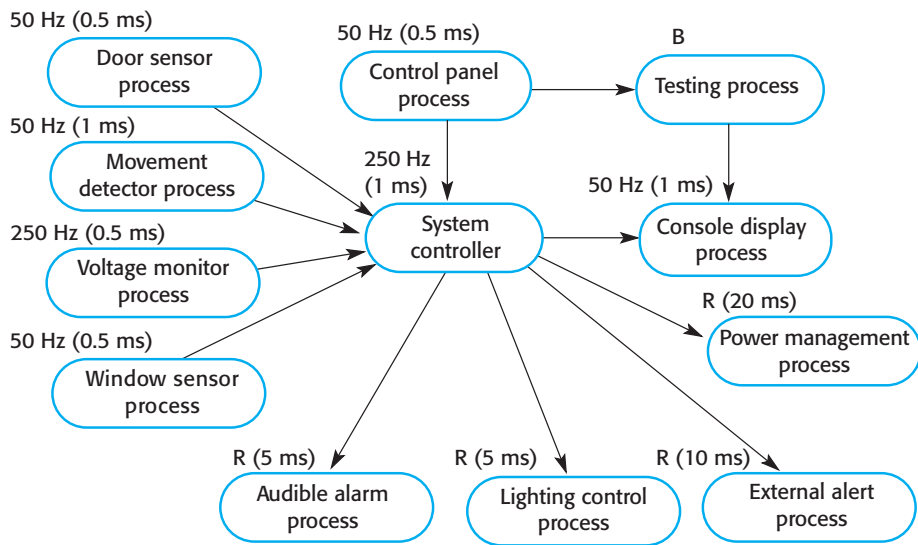 50 Hz (0.5 ms)
Door sensor
process
50 Hz (0.5 ms)
Control panel
process
B
Testing process
50 Hz (1 ms)
Movement
detector process
250 Hz
(1 ms)
System
controller
50 Hz (1 ms)
Console display
process
250 Hz (0.5 ms)
Voltage monitor
process
R (20 ms)
Power management
process
50 Hz (0.5 ms)
Window sensor
process
R (5 ms)
Audible alarm
process
R (5 ms)
Lighting control
process
R (10 ms)
External alert
process